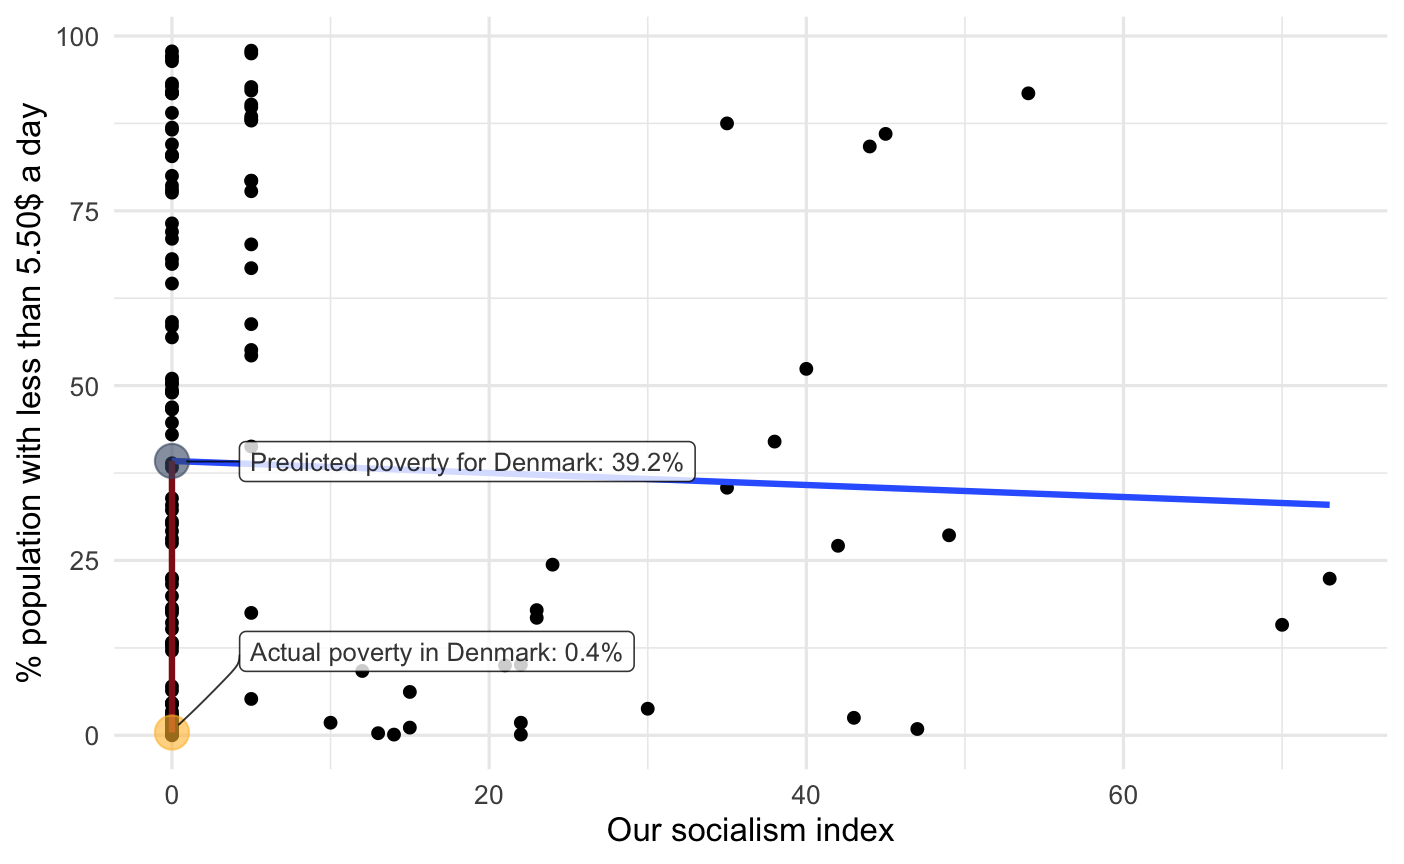 % population with less than 5.50$ a day
100
75
50
25
0
Predicted poverty for Denmark: 39.2%
Actual poverty in Denmark: 0.4%
0 20 40 60
Our socialism index